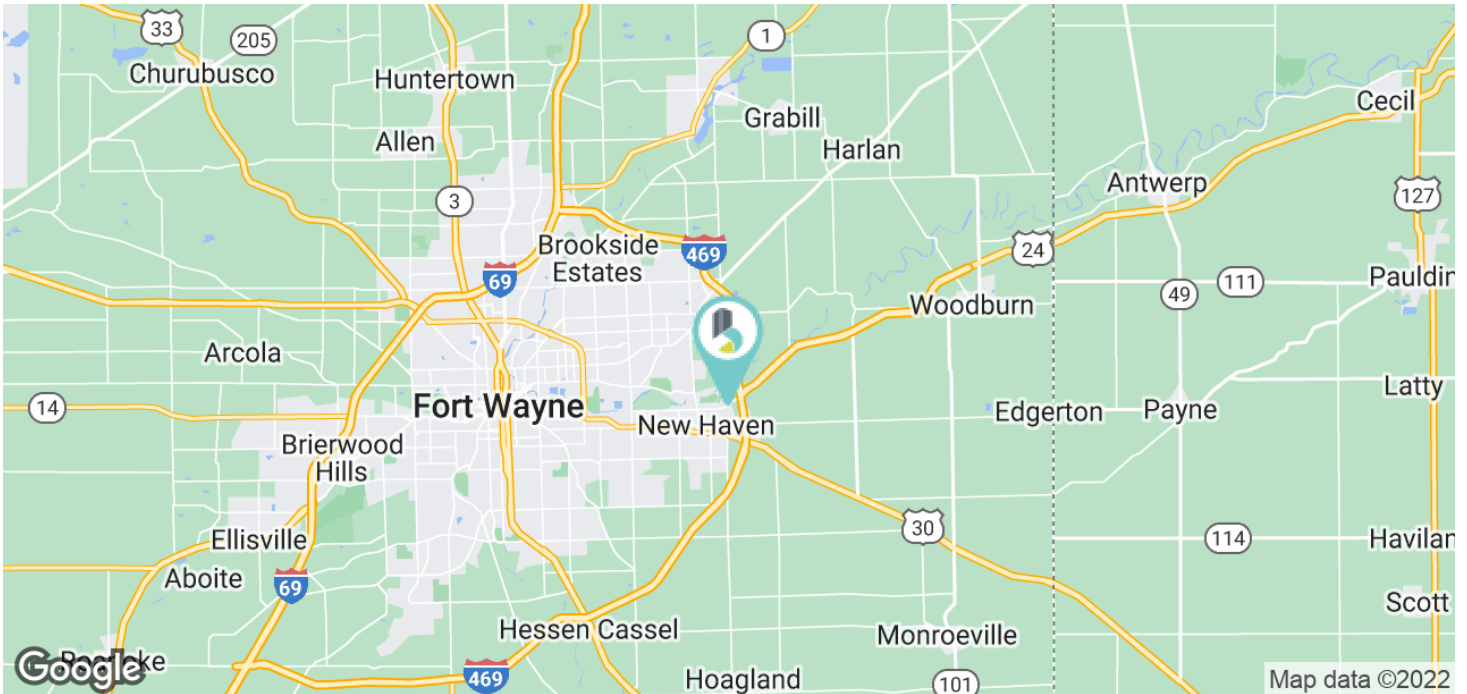 33
205
1
Churubusco
Huntertown
Cecil
Grabill
Allen
Harlan
Antwerp
127
3
Brookside
Estates
469
24
69
Pauldin
49
111
Woodburn
Arcola
14
Fort Wayne
Edgerton
Payne
Latty
New Haven
Brierwood
Hills
30
Ellisville
114
Havilan
Aboite
69
Scott
Hessen Cassel
Monroeville
Google
469
Hoagland
101
Map data ©2022